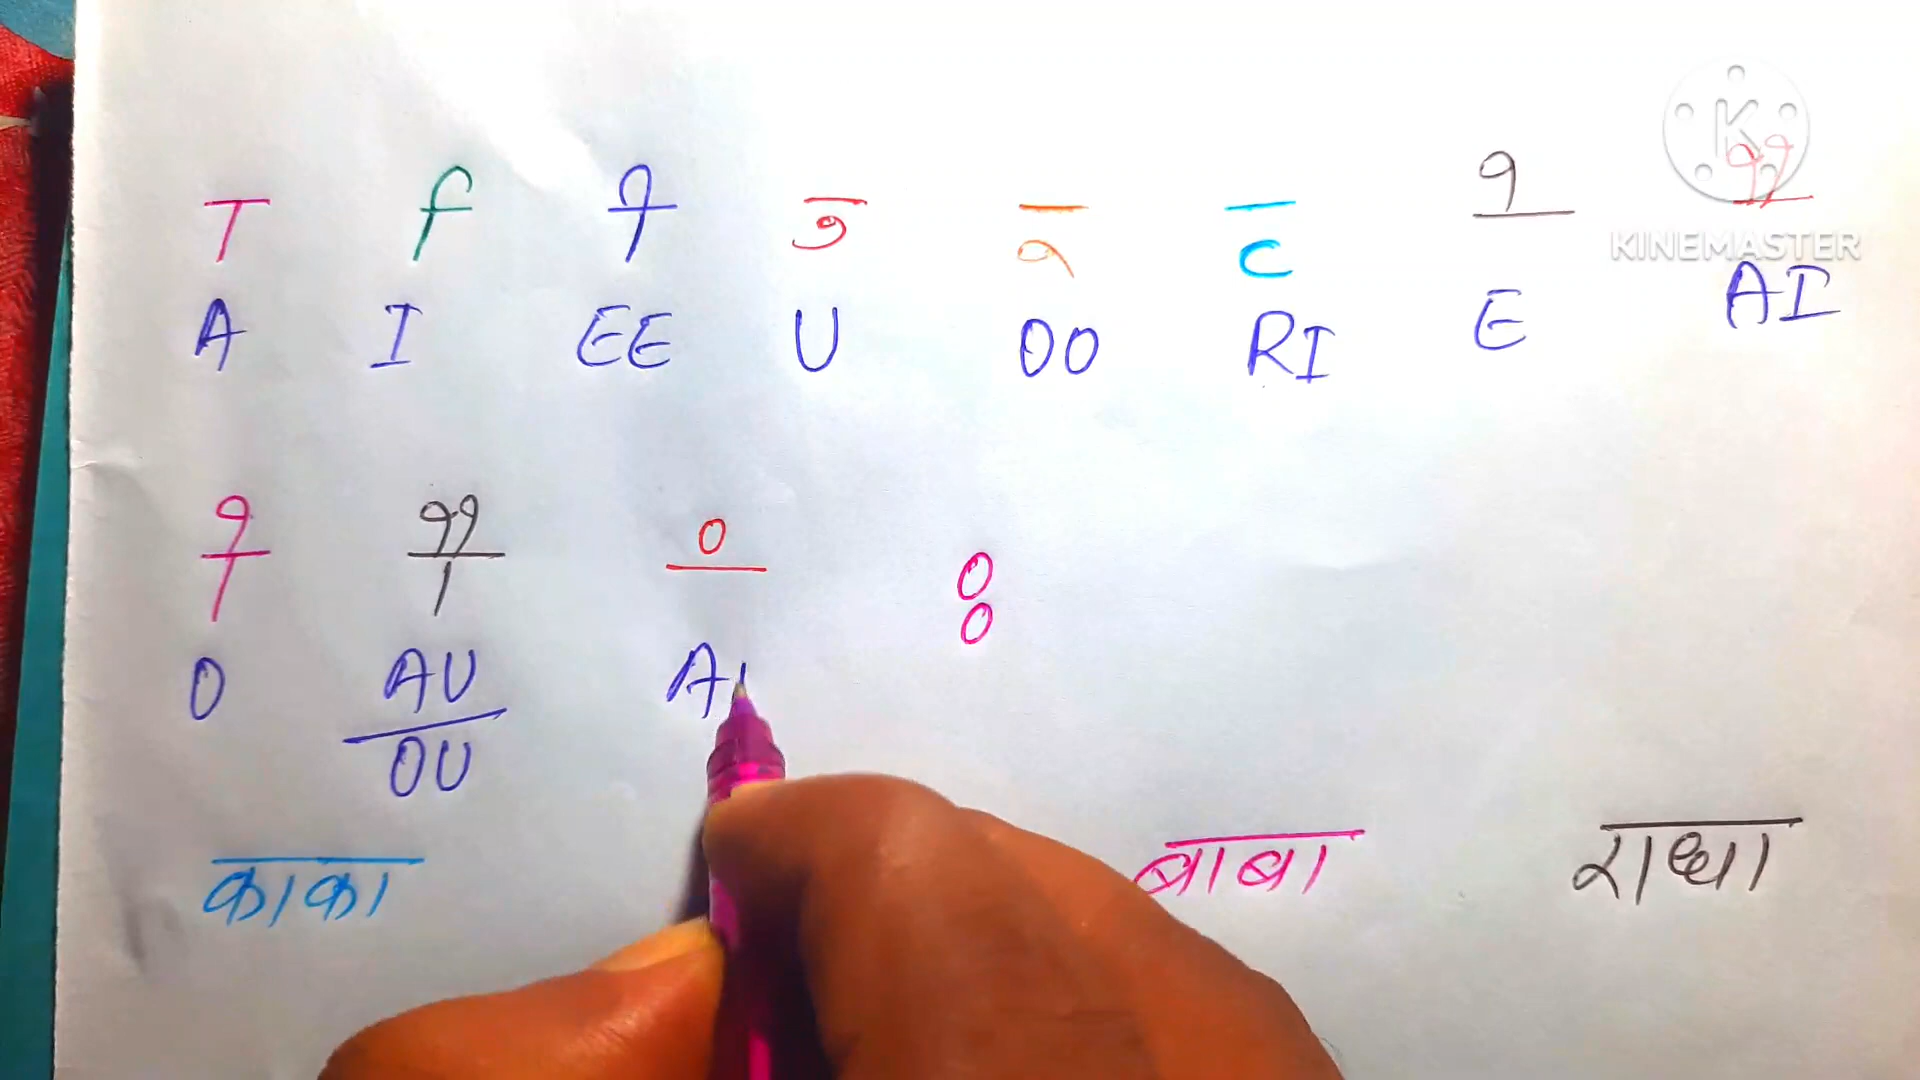 ा ि ी ु ू ृ े ै
A I EE U OO RI E AI
ो ौ ं ः
O AU A
OU
काका बाबा राधा
K
KINEMASTER